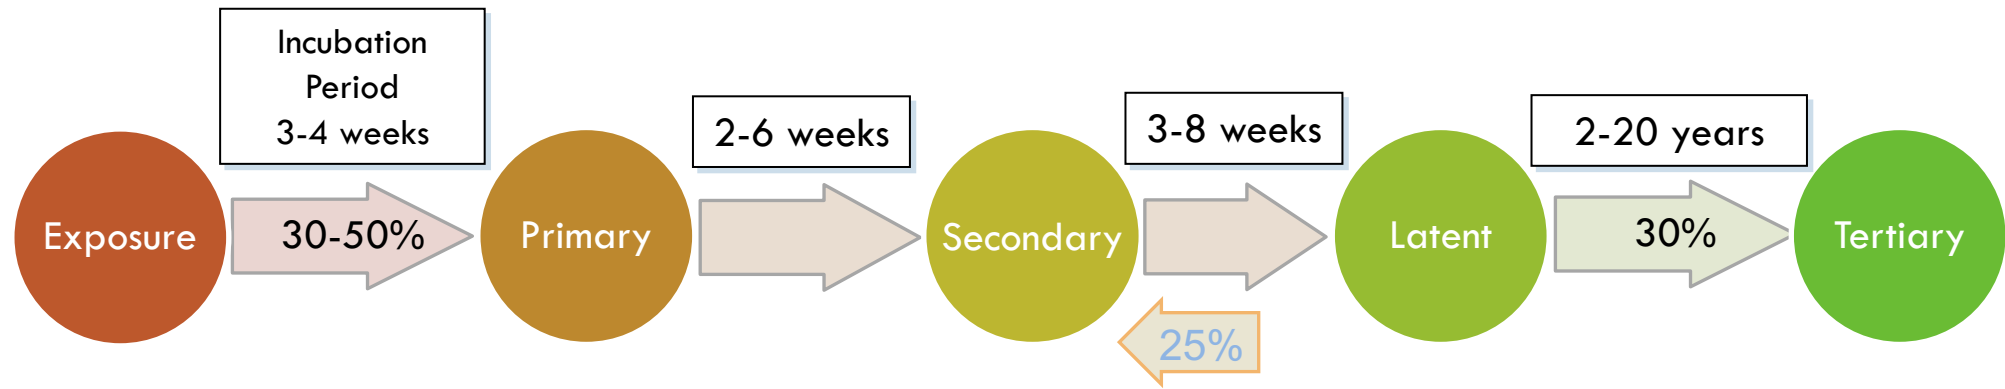 Incubation
Period
3-4 weeks
2-6 weeks
3-8 weeks
2-20 years
Exposure
30-50%
Primary
Secondary
Latent
30%
Tertiary
25%